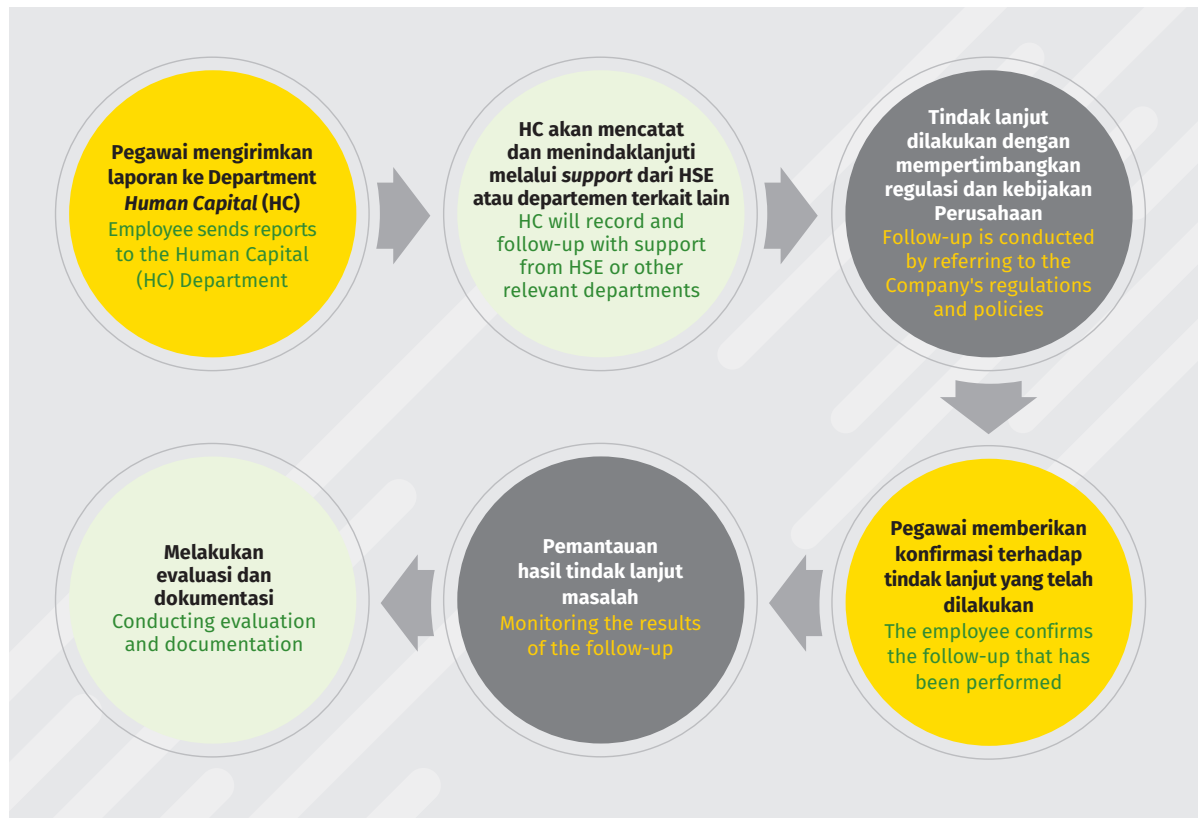 Pegawai mengirimkan
laporan ke Department
Human Capital (HC)
Employee sends reports
to the Human Capital
(HC) Department
HC akan mencatat
dan menindaklanjuti
melalui support dari HSE
atau departemen terkait lain
HC will record and
follow-up with support
from HSE or other
relevant departments
Tindak lanjut
dilakukan dengan
mempertimbangkan
regulasi dan kebijakan
Perusahaan
Follow-up is conducted
by referring to the
Company's regulations
and policies
Pegawai memberikan
konfirmasi terhadap
tindak lanjut yang telah
dilakukan
The employee confirms
the follow-up that has
been performed
Pemantauan
hasil tindak lanjut
masalah
Monitoring the results
of the follow-up
Melakukan
evaluasi dan
dokumentasi
Conducting evaluation
and documentation